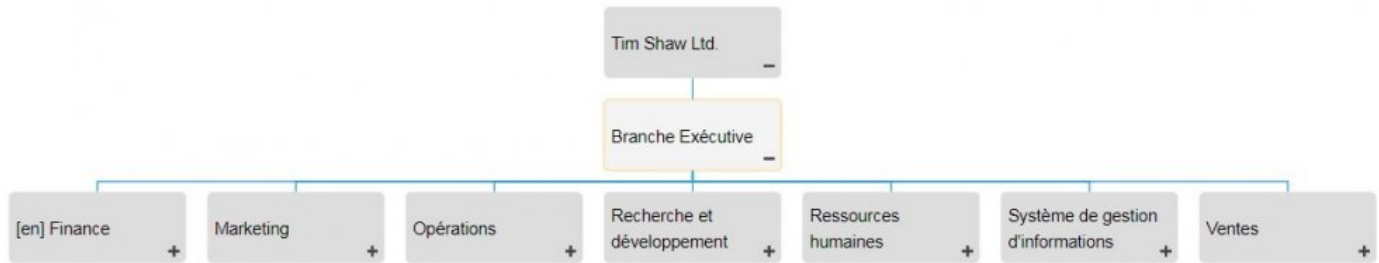 Tim Shaw Ltd.
Branche Exécutive
[en] Finance
Marketing
Opérations
Recherche et
développement
Ressources
humaines
Système de gestion
d'informations
Ventes